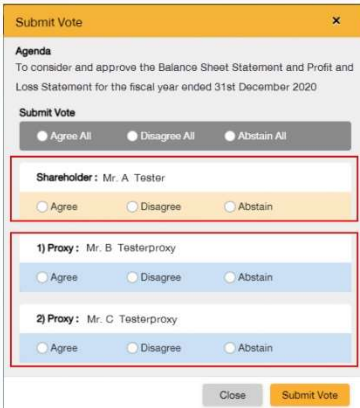 Submit Vote ×
Agenda
To consider and approve the Balance Sheet Statement and Profit and
Loss Statement for the fiscal year ended 31st December 2020
Submit Vote
Agree All Disagree All Abstain All
Shareholder : Mr. A Tester
Agree Disagree Abstain
1) Proxy : Mr. B Testerproxy
Agree Disagree Abstain
2) Proxy : Mr. C Testerproxy
Agree Disagree Abstain
Close Submit Vote